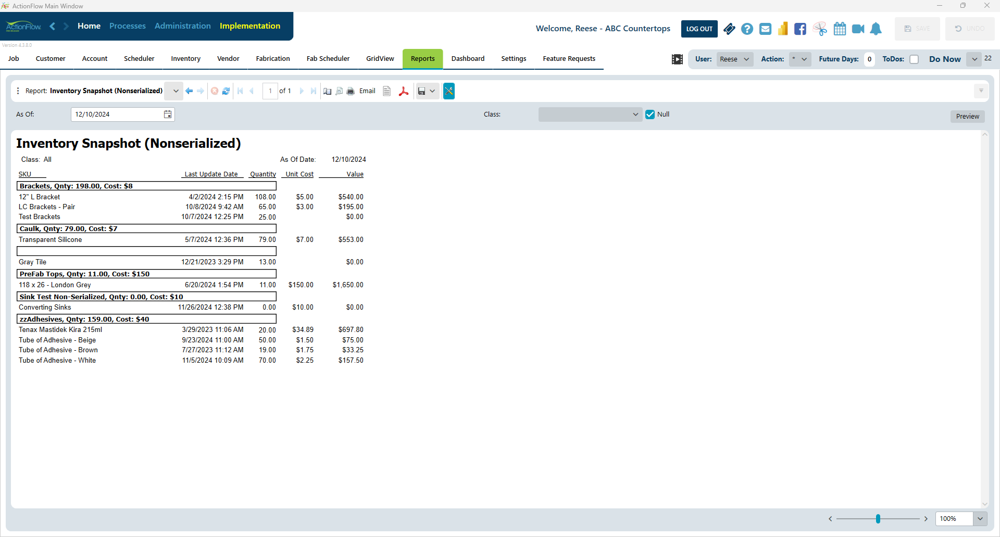 ActionFlow Main Window
ActionFlow. Home Processes Administration Implementation
Welcome, Reese - ABC Countertops LOG OUT SAVE UNDO
Version 4.3.8.0
Job Customer Account Scheduler Inventory Vendor Fabrication Fab Scheduler GridView Reports Dashboard Settings Feature Requests User: Reese Action: * Future Days: 0 ToDos: Do Now 22
Report: Inventory Snapshot (Nonserialized) 1 of 1 Email
As Of: 12/10/2024 Class: Null Preview
Inventory Snapshot (Nonserialized)
Class: All As Of Date: 12/10/2024
SKU Last Update Date Quantity Unit Cost Value
Brackets, Qnty: 198.00, Cost: $8
12" L Bracket 4/2/2024 2:15 PM 108.00 $5.00 $540.00
LC Brackets - Pair 10/8/2024 9:42 AM 65.00 $3.00 $195.00
Test Brackets 10/7/2024 12:25 PM 25.00 $0.00
Caulk, Qnty: 79.00, Cost: $7
Transparent Silicone 5/7/2024 12:36 PM 79.00 $7.00 $553.00
Gray Tile 12/21/2023 3:29 PM 13.00 $0.00
PreFab Tops, Qnty: 11.00, Cost: $150
118 x 26 - London Grey 6/20/2024 1:54 PM 11.00 $150.00 $1,650.00
Sink Test Non-Serialized, Qnty: 0.00, Cost: $10
Converting Sinks 11/26/2024 12:38 PM 0.00 $10.00 $0.00
zzAdhesives, Qnty: 159.00, Cost: $40
Tenax Mastidek Kira 215ml 3/29/2023 11:06 AM 20.00 $34.89 $697.80
Tube of Adhesive - Beige 9/23/2024 11:00 AM 50.00 $1.50 $75.00
Tube of Adhesive - Brown 7/27/2023 11:12 AM 19.00 $1.75 $33.25
Tube of Adhesive - White 11/5/2024 10:09 AM 70.00 $2.25 $157.50
100%